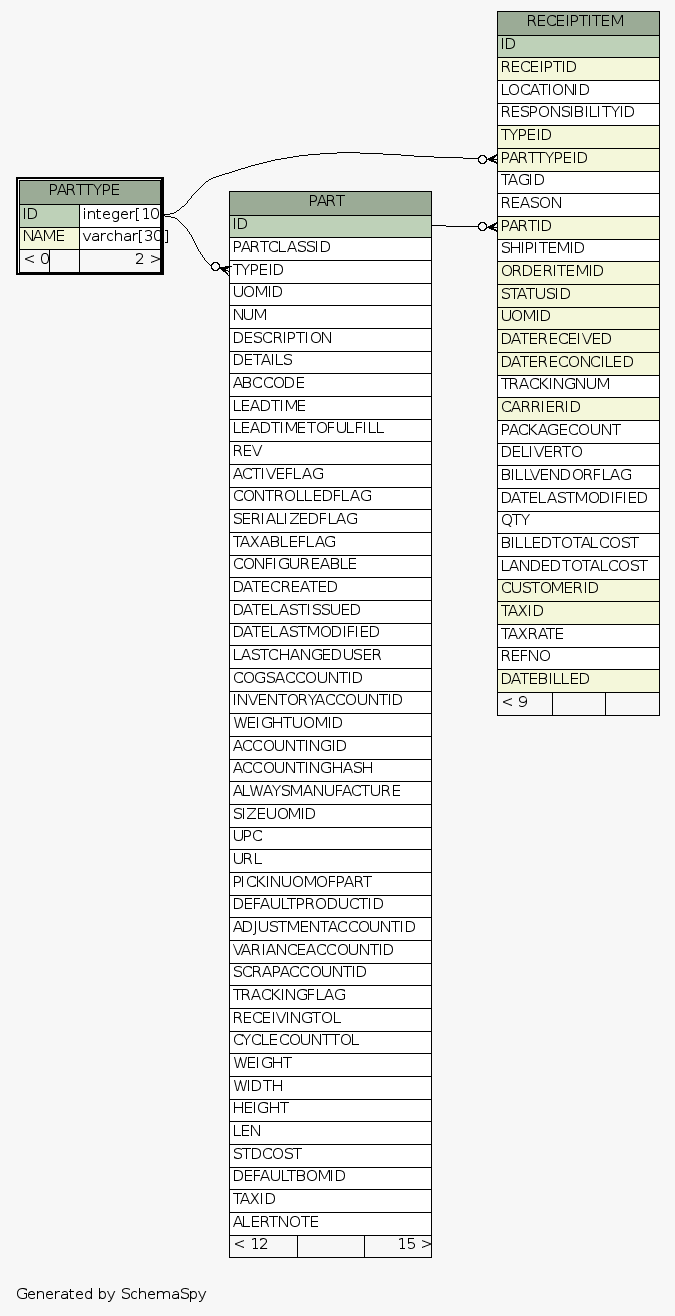 PARTTYPE
ID integer[10]
NAME varchar[30]
< 0 2 >
PART
ID
PARTCLASSID
TYPEID
UOMID
NUM
DESCRIPTION
DETAILS
ABCCODE
LEADTIME
LEADTIMETOFULFILL
REV
ACTIVEFLAG
CONTROLLEDFLAG
SERIALIZEDFLAG
TAXABLEFLAG
CONFIGUREABLE
DATECREATED
DATELASTISSUED
DATELASTMODIFIED
LASTCHANGEDUSER
COGSACCOUNTID
INVENTORYACCOUNTID
WEIGHTUOMID
ACCOUNTINGID
ACCOUNTINGHASH
ALWAYSMANUFACTURE
SIZEUOMID
UPC
URL
PICKINUOMOFPART
DEFAULTPRODUCTID
ADJUSTMENTACCOUNTID
VARIANCEACCOUNTID
SCRAPACCOUNTID
TRACKINGFLAG
RECEIVINGTOL
CYCLECOUNTTOL
WEIGHT
WIDTH
HEIGHT
LEN
STDCOST
DEFAULTBOMID
TAXID
ALERTNOTE
< 12 15 >
RECEIPTITEM
ID
RECEIPTID
LOCATIONID
RESPONSIBILITYID
TYPEID
PARTTYPEID
TAGID
REASON
PARTID
SHIPITEMID
ORDERITEMID
STATUSID
UOMID
DATERECEIVED
DATERECONCILED
TRACKINGNUM
CARRIERID
PACKAGECOUNT
DELIVERTO
BILLVENDORFLAG
DATELASTMODIFIED
QTY
BILLEDTOTALCOST
LANDEDTOTALCOST
CUSTOMERID
TAXID
TAXRATE
REFNO
DATEBILLED
< 9
Generated by SchemaSpy